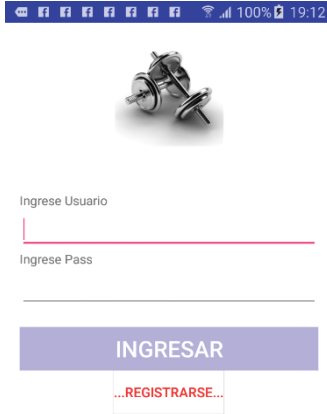 100% 19:12
Ingrese Usuario
Ingrese Pass
INGRESAR
...REGISTRARSE...